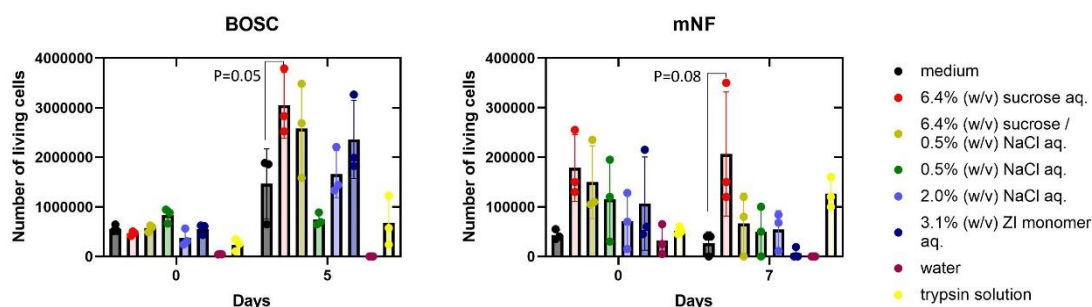 BOSC
Number of living cells
4000000
3000000
2000000
1000000
0
P=0.05
0
5
Days
mNF
Number of living cells
400000
300000
200000
100000
0
P=0.08
0
7
Days
medium
6.4% (w/v) sucrose aq.
6.4% (w/v) sucrose /
0.5% (w/v) NaCl aq.
0.5% (w/v) NaCl aq.
2.0% (w/v) NaCl aq.
3.1% (w/v) ZI monomer
aq.
water
trypsin solution